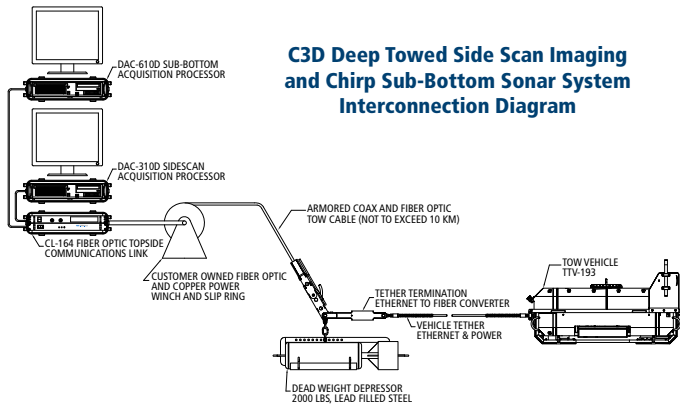 C3D Deep Towed Side Scan Imaging
and Chirp Sub-Bottom Sonar System
Interconnection Diagram
DAC-610D SUB-BOTTOM
ACQUISITION PROCESSOR
DAC-310D SIDESCAN
ACQUISITION PROCESSOR
CL-164 FIBER OPTIC TOPSIDE
COMMUNICATIONS LINK
CUSTOMER OWNED FIBER OPTIC
AND COPPER POWER
WINCH AND SLIP RING
ARMORED COAX AND FIBER OPTIC
TOW CABLE (NOT TO EXCEED 10 KM)
TETHER TERMINATION
ETHERNET TO FIBER CONVERTER
VEHICLE TETHER
ETHERNET & POWER
TOW VEHICLE
TTV-193
DEAD WEIGHT DEPRESSOR
2000 LBS, LEAD FILLED STEEL